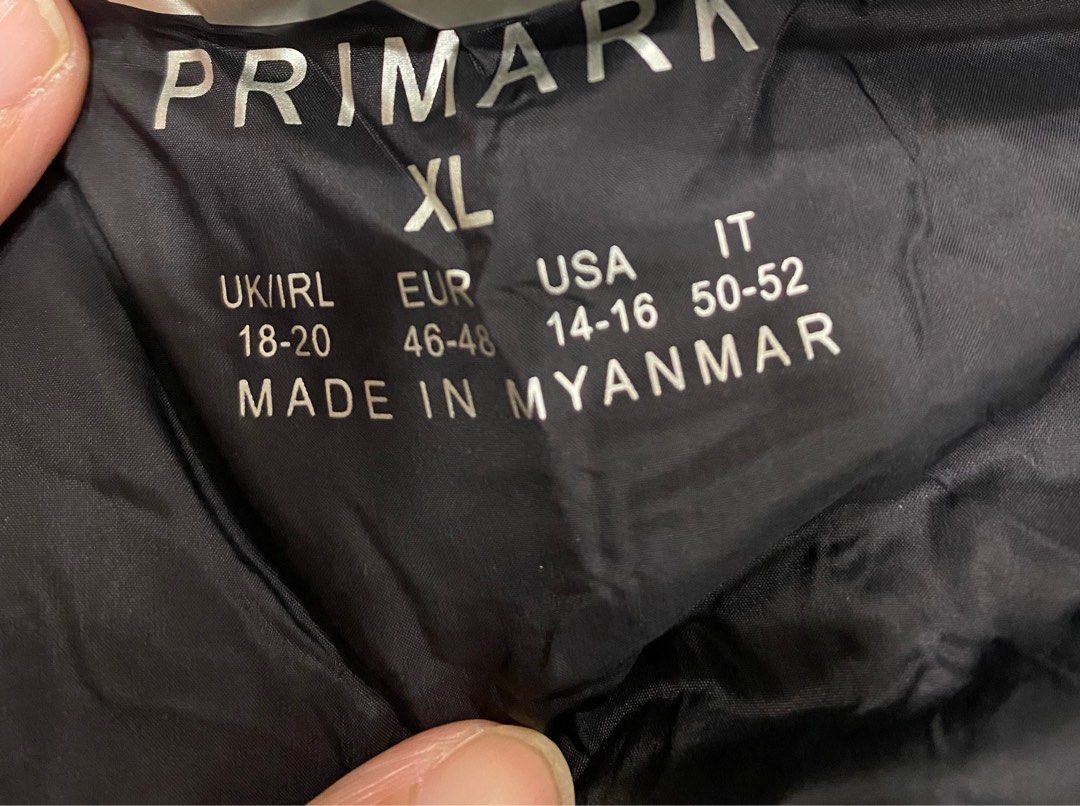 PRIMARK
XL
UK/IRL EUR USA IT
18-20 46-48 14-16 50-52
MADE IN MYANMAR